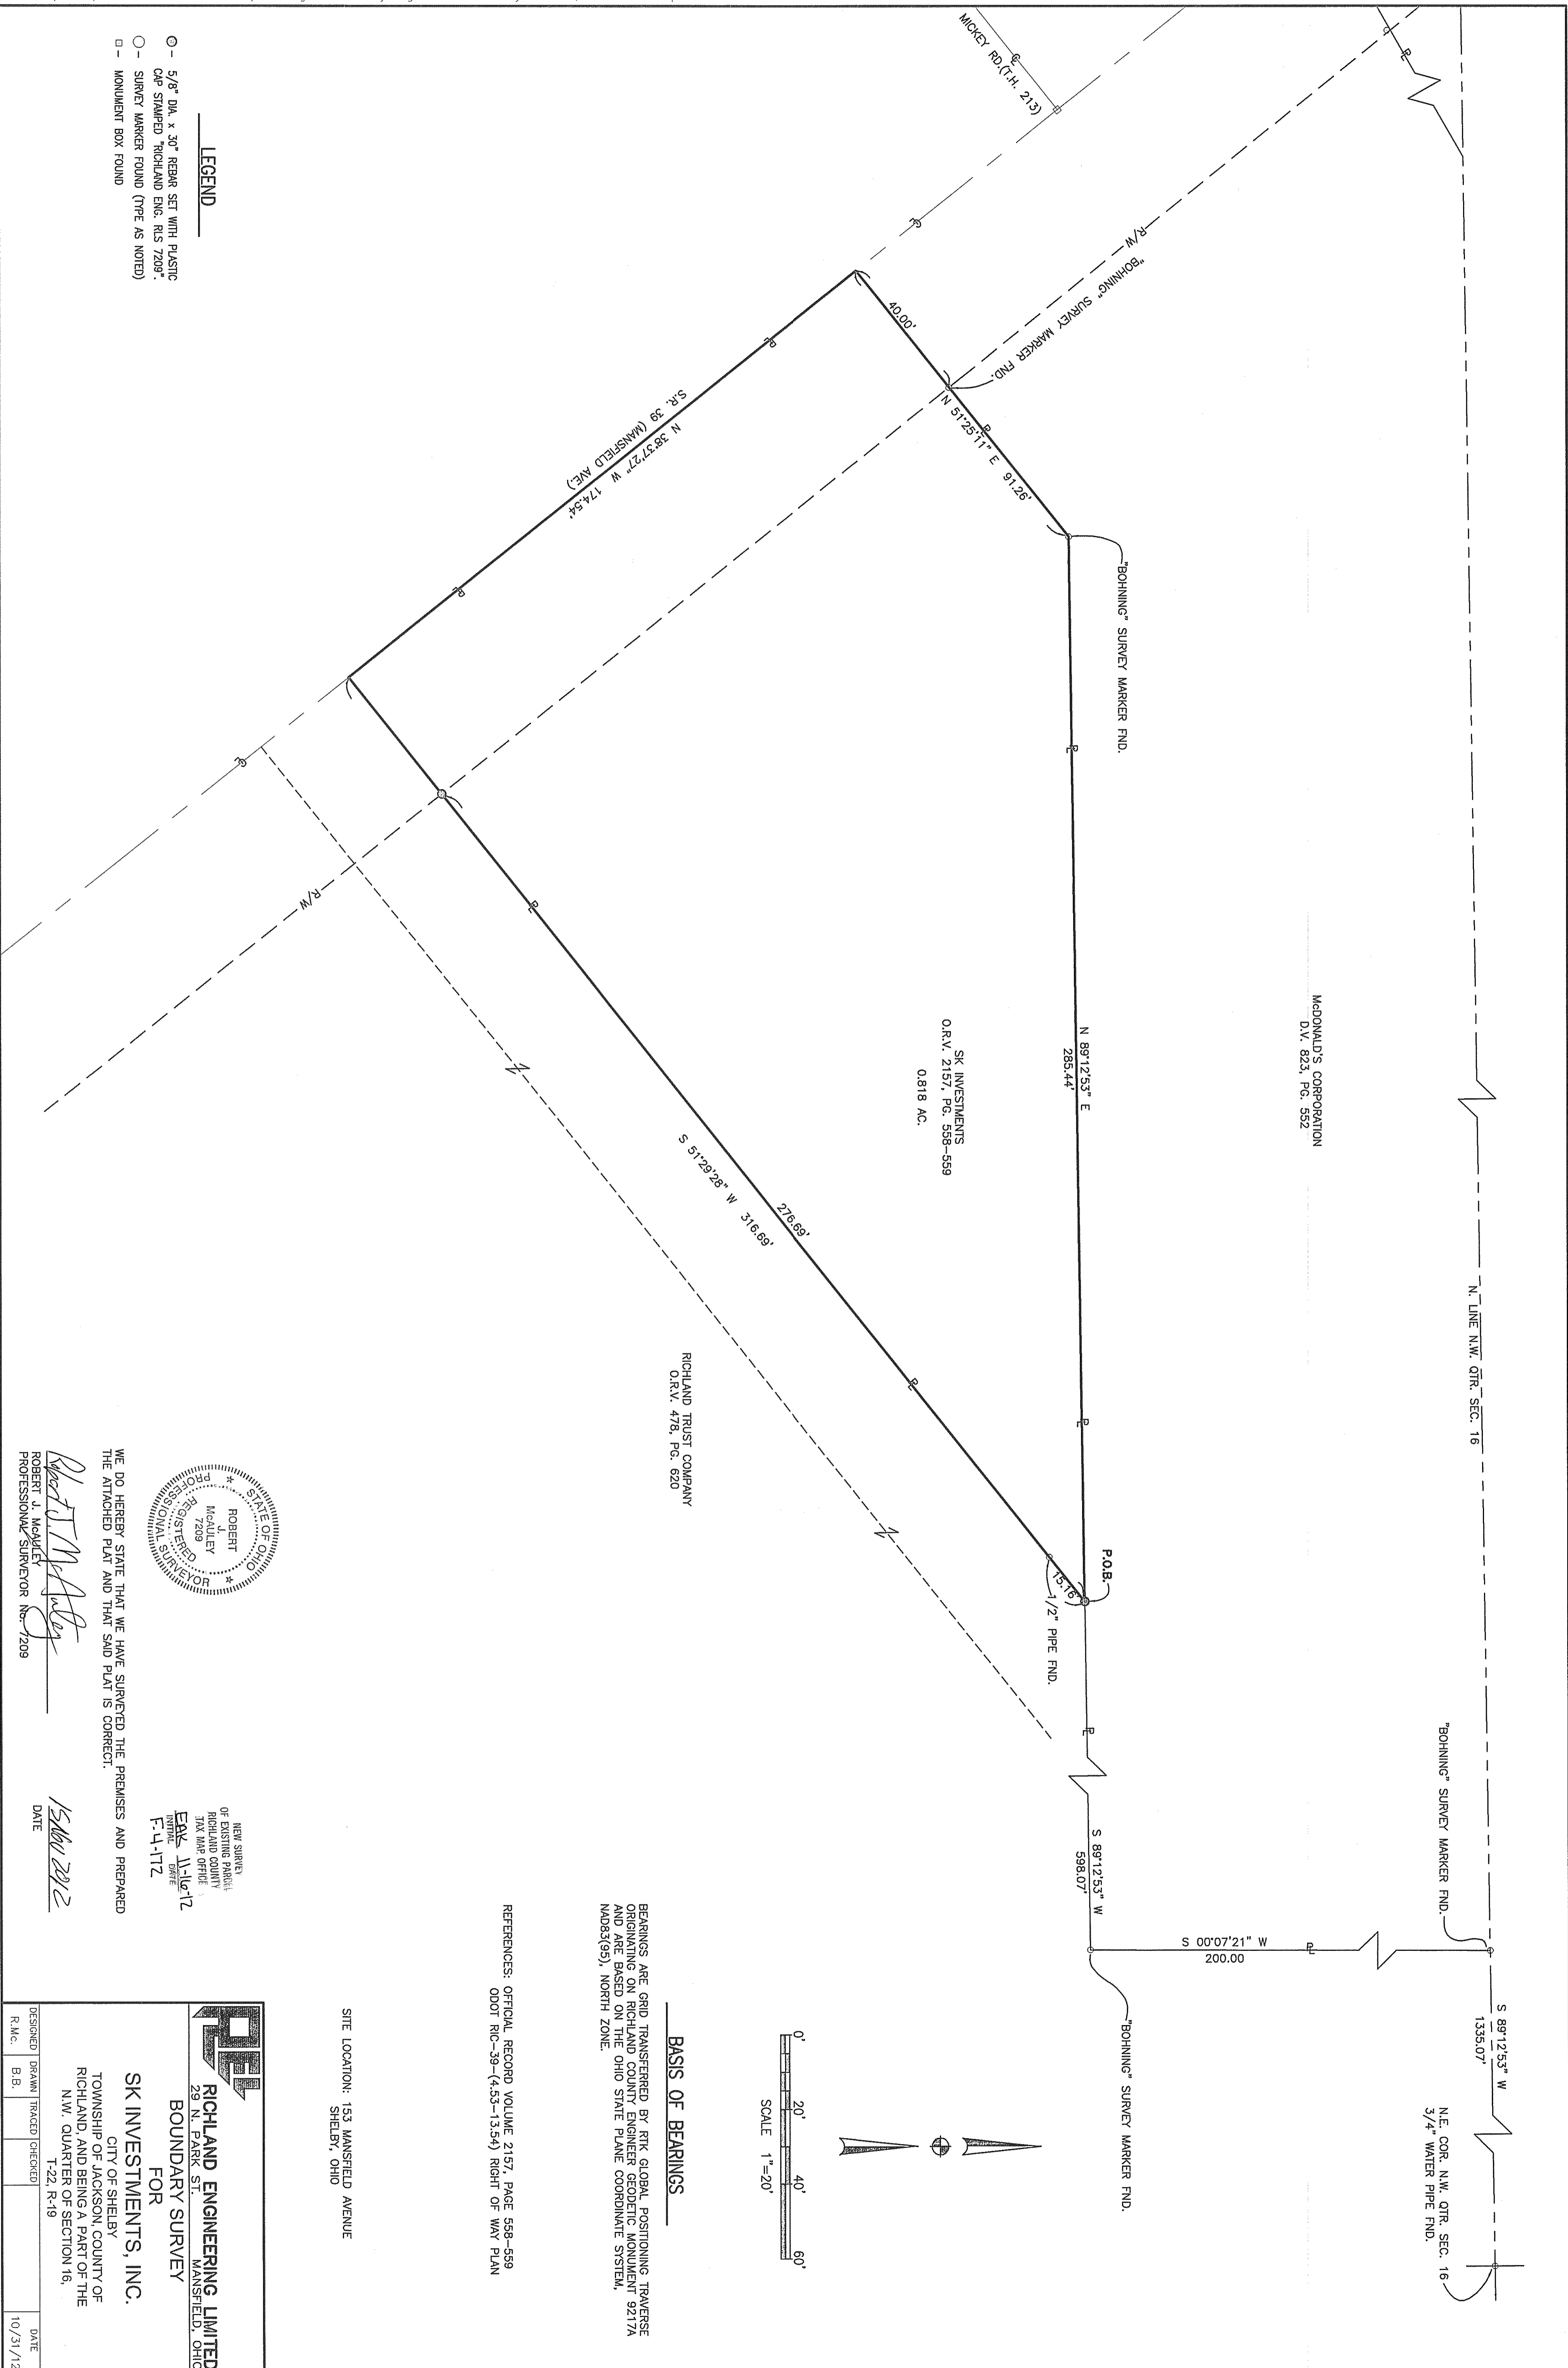 MICKEY RD.(T.H. 213)
R/W
"BOHNING" SURVEY MARKER FND.
40.00'
N 51°25'11" E 91.26'
"BOHNING" SURVEY MARKER FND.
S.R. 39 (MANSFIELD AVE.)
N 38°37'27" W 174.54'
R/W
N. LINE N.W. QTR. SEC. 16
McDONALD'S CORPORATION
D.V. 823, PG. 552
N 89°12'53" E
285.44'
SK INVESTMENTS
O.R.V. 2157, PG. 558-559
0.818 AC.
276.69'
S 51°29'28" W 316.69'
RICHLAND TRUST COMPANY
O.R.V. 478, PG. 620
P.O.B.
15.16'
1/2" PIPE FND.
"BOHNING" SURVEY MARKER FND.
S 89°12'53" W
598.07'
S 00°07'21" W
200.00
"BOHNING" SURVEY MARKER FND.
S 89°12'53" W
1335.07'
N.E. COR. N.W. QTR. SEC. 16
3/4" WATER PIPE FND.
0' 20' 40' 60'
SCALE 1"=20'
BASIS OF BEARINGS
BEARINGS ARE GRID TRANSFERRED BY RTK GLOBAL POSITIONING TRAVERSE
ORIGINATING ON RICHLAND COUNTY ENGINEER GEODETIC MONUMENT 9217A
AND ARE BASED ON THE OHIO STATE PLANE COORDINATE SYSTEM,
NAD83(95), NORTH ZONE.
REFERENCES: OFFICIAL RECORD VOLUME 2157, PAGE 558-559
ODOT RIC-39-(4.53-13.54) RIGHT OF WAY PLAN
SITE LOCATION: 153 MANSFIELD AVENUE
SHELBY, OHIO
LEGEND
5/8" DIA. x 30" REBAR SET WITH PLASTIC
CAP STAMPED "RICHLAND ENG. RLS 7209".
SURVEY MARKER FOUND (TYPE AS NOTED)
MONUMENT BOX FOUND
STATE OF OHIO
ROBERT
J.
McAULEY
7209
REGISTERED
PROFESSIONAL SURVEYOR
WE DO HEREBY STATE THAT WE HAVE SURVEYED THE PREMISES AND PREPARED
THE ATTACHED PLAT AND THAT SAID PLAT IS CORRECT.
Robert J. McAuley
ROBERT J. McAULEY
PROFESSIONAL SURVEYOR No. 7209
15 Nov 2012
DATE
NEW SURVEY
OF EXISTING PARCEL
RICHLAND COUNTY
TAX MAP OFFICE
EAK 11-16-12
INITIAL DATE
F-4-172
RICHLAND ENGINEERING LIMITED
29 N. PARK ST. MANSFIELD, OHIO
BOUNDARY SURVEY
FOR
SK INVESTMENTS, INC.
CITY OF SHELBY
TOWNSHIP OF JACKSON, COUNTY OF
RICHLAND, AND BEING A PART OF THE
N.W. QUARTER OF SECTION 16,
T-22, R-19
DESIGNED DRAWN TRACED CHECKED DATE
R.Mc. B.B. 10/31/12